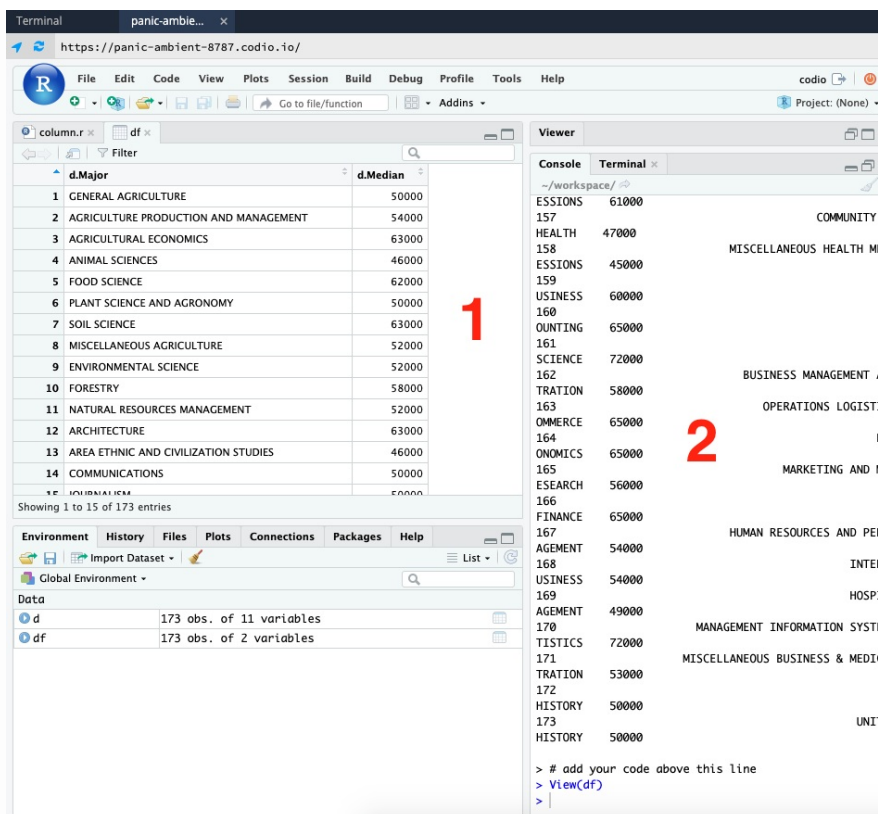 Terminal panic-ambie... ×
https://panic-ambient-8787.codio.io/
R File Edit Code View Plots Session Build Debug Profile Tools Help codio
Go to file/function Addins Project: (None)
column.r × df ×
Filter
d.Major d.Median
1 GENERAL AGRICULTURE 50000
2 AGRICULTURE PRODUCTION AND MANAGEMENT 54000
3 AGRICULTURAL ECONOMICS 63000
4 ANIMAL SCIENCES 46000
5 FOOD SCIENCE 62000
6 PLANT SCIENCE AND AGRONOMY 50000
7 SOIL SCIENCE 63000
8 MISCELLANEOUS AGRICULTURE 52000
9 ENVIRONMENTAL SCIENCE 52000
10 FORESTRY 58000
11 NATURAL RESOURCES MANAGEMENT 52000
12 ARCHITECTURE 63000
13 AREA ETHNIC AND CIVILIZATION STUDIES 46000
14 COMMUNICATIONS 50000
15 JOURNALISM 50000
Showing 1 to 15 of 173 entries
1
Environment History Files Plots Connections Packages Help
Import Dataset List
Global Environment
Data
d 173 obs. of 11 variables
df 173 obs. of 2 variables
Viewer
Console Terminal ×
~/workspace/
ESSIONS 61000
157 COMMUNITY
HEALTH 47000
158 MISCELLANEOUS HEALTH M
ESSIONS 45000
159
USINESS 60000
160
OUNTING 65000
161
SCIENCE 72000
162 BUSINESS MANAGEMENT
TRATION 58000
163 OPERATIONS LOGIST
OMMERCE 65000
164
ONOMICS 65000
165 MARKETING AND
ESEARCH 56000
166
FINANCE 65000
167 HUMAN RESOURCES AND PE
AGEMENT 54000
168 INTE
USINESS 54000
169 HOSP
AGEMENT 49000
170 MANAGEMENT INFORMATION SYST
TISTICS 72000
171 MISCELLANEOUS BUSINESS & MEDI
TRATION 53000
172
HISTORY 50000
173 UNI
HISTORY 50000
2
> # add your code above this line
> View(df)
>